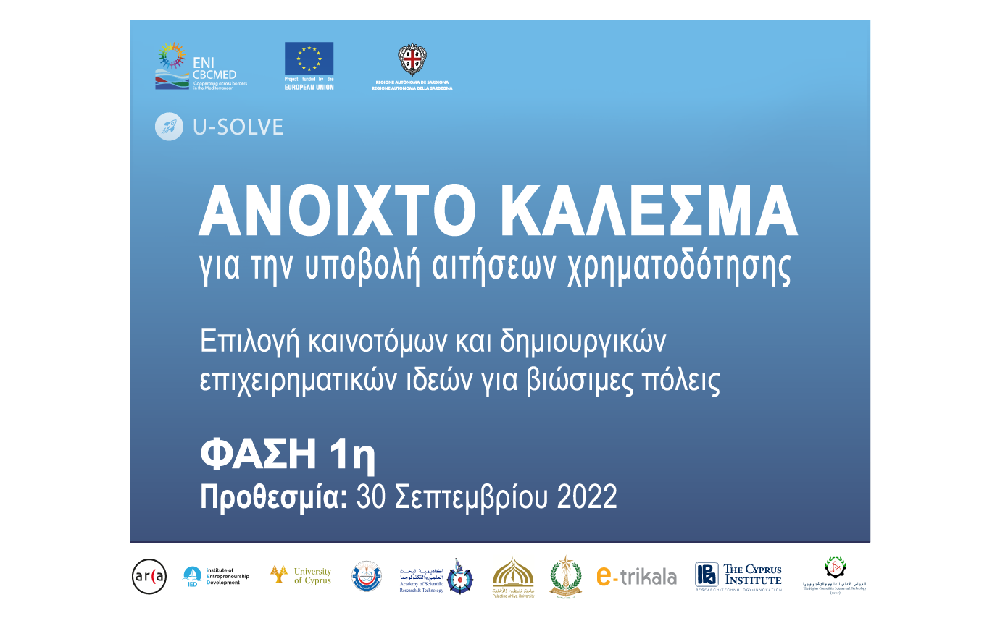 ENI
CBCMED
Cooperating across borders
in the Mediterranean
Project funded by the
EUROPEAN UNION
REGIONE AUTÒNOMA DE SARDIGNA
REGIONE AUTONOMA DELLA SARDEGNA
U-SOLVE
ΑΝΟΙΧΤΟ ΚΑΛΕΣΜΑ
για την υποβολή αιτήσεων χρηματοδότησης
Επιλογή καινοτόμων και δημιουργικών
επιχειρηματικών ιδεών για βιώσιμες πόλεις
ΦΑΣΗ 1η
Προθεσμία: 30 Σεπτεμβρίου 2022
ar(a
iED
institute of
Entrepreneurship
Development
University
of Cyprus
أكاديمية البحث
العلمي والتكنولوجيا
Academy of Scientific
Research & Technology
جامعة فلسطين الأهلية
Palestine Ahliya University
e-trikala
THE CYPRUS
INSTITUTE
RESEARCH • TECHNOLOGY • INNOVATION
المجلس الأعلى للعلوم والتكنولوجيا
The Higher Council for Science and Technology